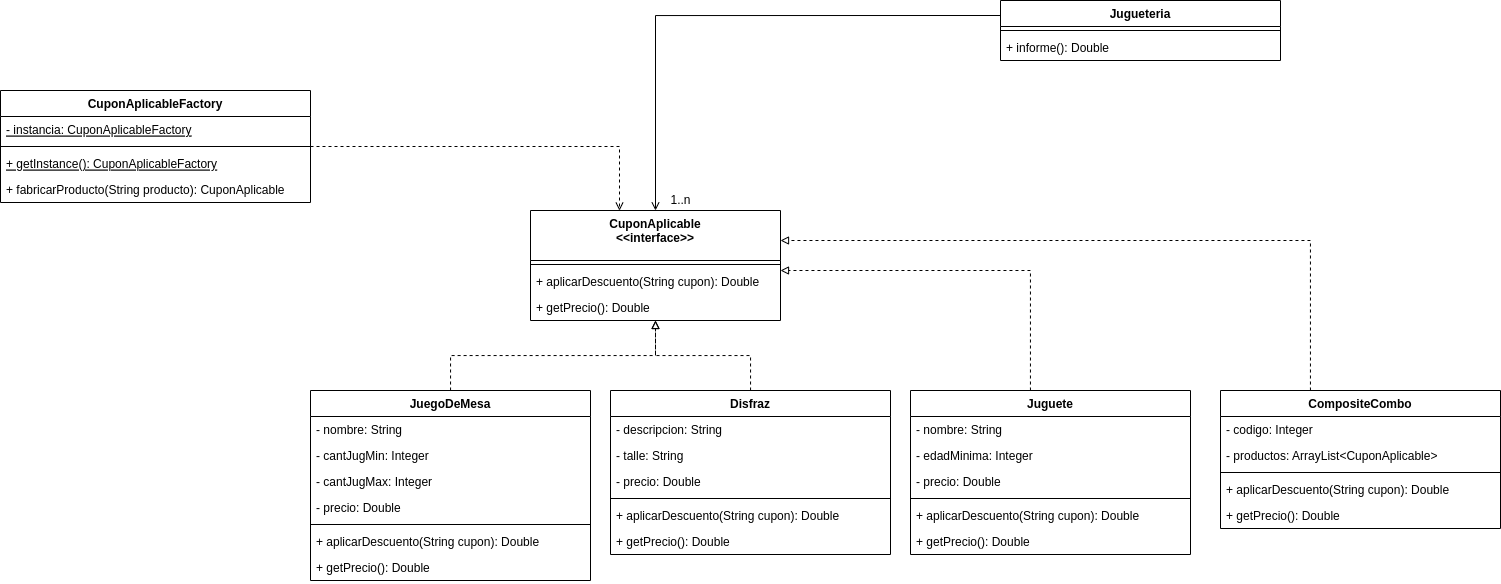 Jugueteria
+ informe(): Double
CuponAplicableFactory
- instancia: CuponAplicableFactory
+ getInstance(): CuponAplicableFactory
+ fabricarProducto(String producto): CuponAplicable
1..n
CuponAplicable
<<interface>>
+ aplicarDescuento(String cupon): Double
+ getPrecio(): Double
JuegoDeMesa
- nombre: String
- cantJugMin: Integer
- cantJugMax: Integer
- precio: Double
+ aplicarDescuento(String cupon): Double
+ getPrecio(): Double
Disfraz
- descripcion: String
- talle: String
- precio: Double
+ aplicarDescuento(String cupon): Double
+ getPrecio(): Double
Juguete
- nombre: String
- edadMinima: Integer
- precio: Double
+ aplicarDescuento(String cupon): Double
+ getPrecio(): Double
CompositeCombo
- codigo: Integer
- productos: ArrayList<CuponAplicable>
+ aplicarDescuento(String cupon): Double
+ getPrecio(): Double